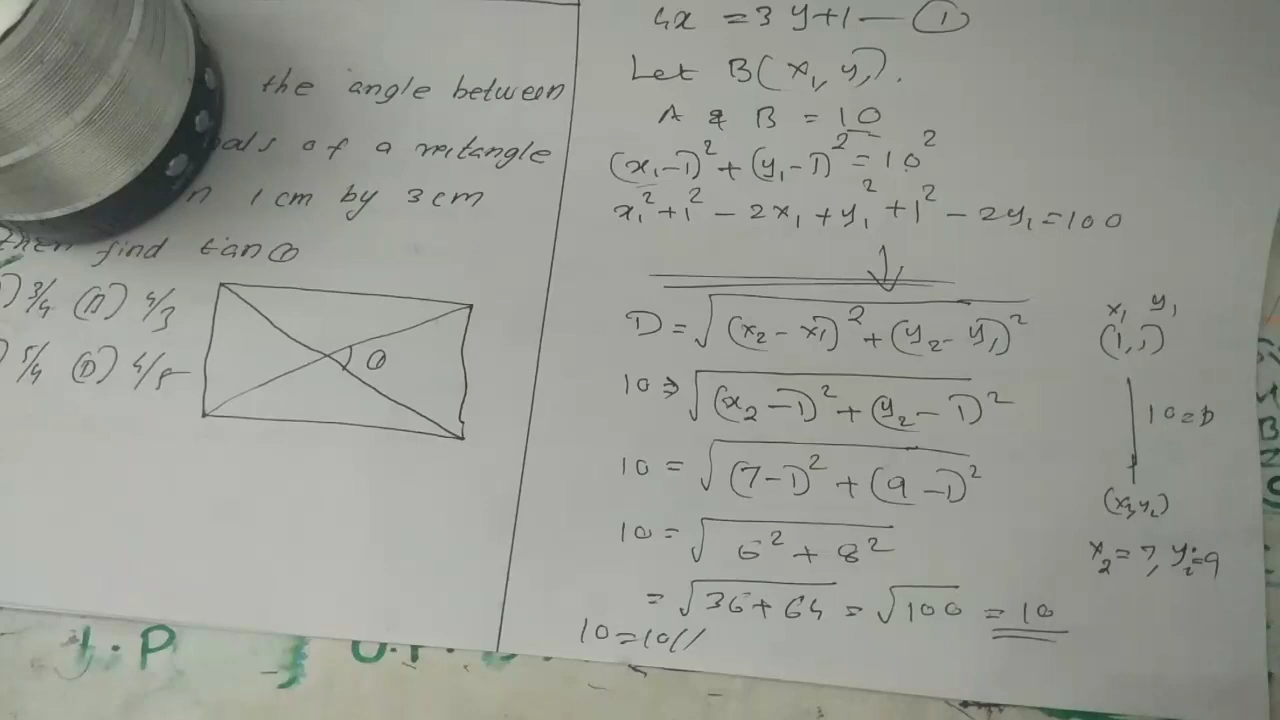 the angle between
of a rectangle
1 cm by 3 cm
then find tan θ
) 3/4 (B) 4/3
) 5/4 (D) 4/5
θ
4x = 3y+1 — ①
Let B(x₁, y₁).
A & B = 10
(x₁-1)² + (y₁-1)² = 10²
x₁² + 1² - 2x₁ + y₁² + 1² - 2y₁ = 100
↓
D = √(x₂ - x₁)² + (y₂ - y₁)²
10 ⇒ √(x₂ - 1)² + (y₂ - 1)²
10 = √(7-1)² + (9-1)²
10 = √6² + 8²
= √36+64 = √100 = 10
10 = 10//
x₁ y₁
(1, 1)
10 = D
(x₂, y₂)
x₂ = 7, y₂ = 9
J.P